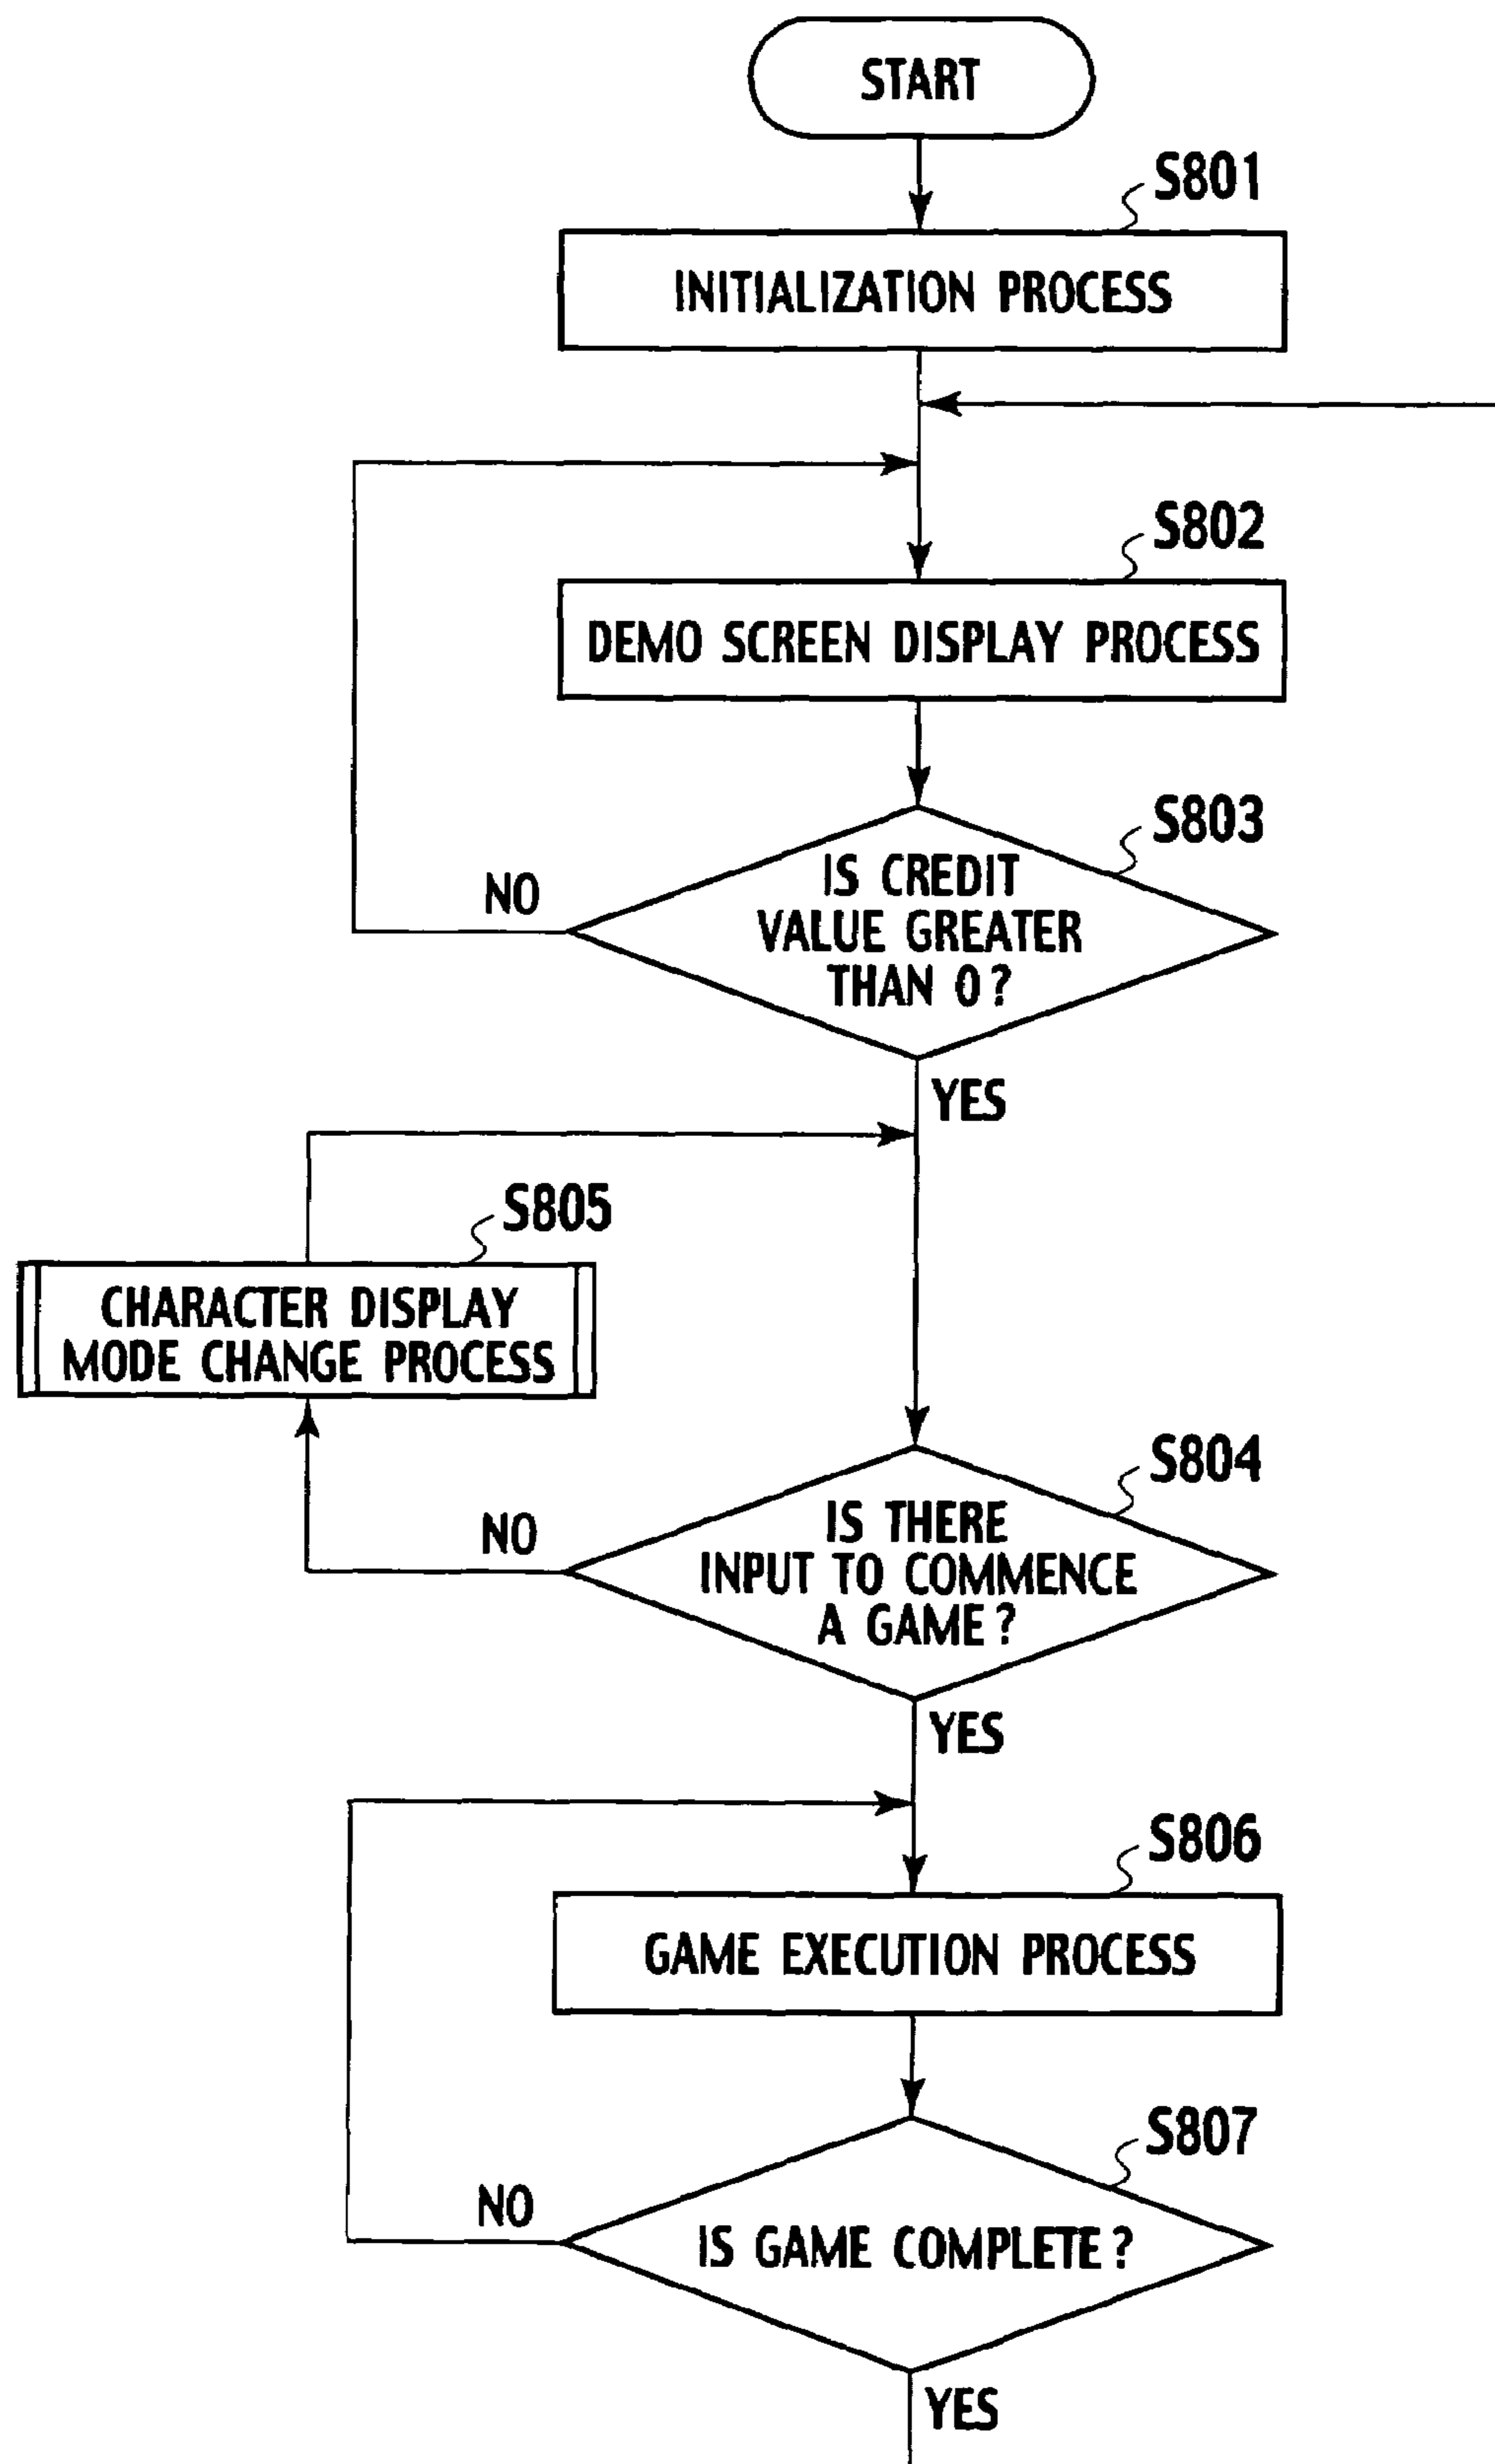 START
S801
INITIALIZATION PROCESS
S802
DEMO SCREEN DISPLAY PROCESS
S803
IS CREDIT
VALUE GREATER
THAN 0?
NO
YES
S805
CHARACTER DISPLAY
MODE CHANGE PROCESS
S804
IS THERE
INPUT TO COMMENCE
A GAME?
NO
YES
S806
GAME EXECUTION PROCESS
S807
IS GAME COMPLETE?
NO
YES